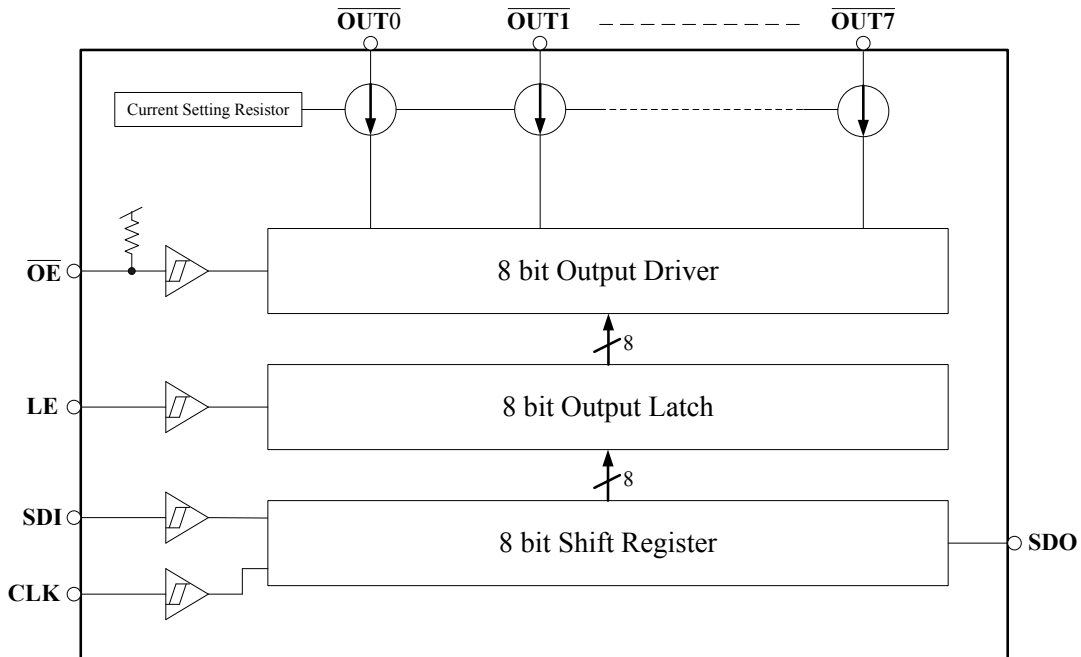 OUT0 OUT1 OUT7
Current Setting Resistor
OE
8 bit Output Driver
8
LE
8 bit Output Latch
8
SDI
8 bit Shift Register
SDO
CLK